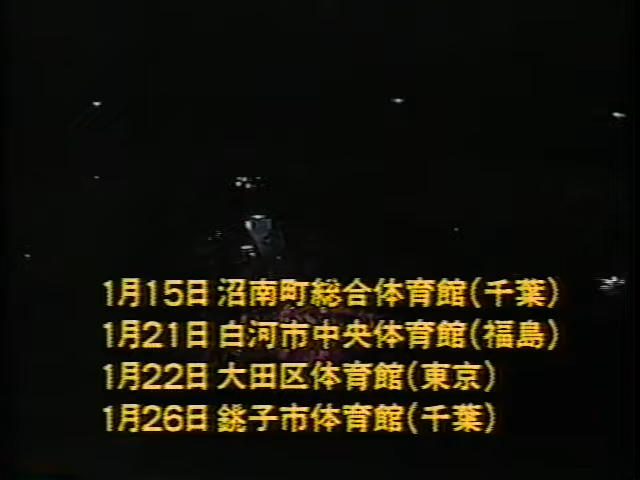 1月15日 沼南町総合体育館(千葉)
1月21日 白河市中央体育館(福島)
1月22日 大田区体育館(東京)
1月26日 銚子市体育館(千葉)